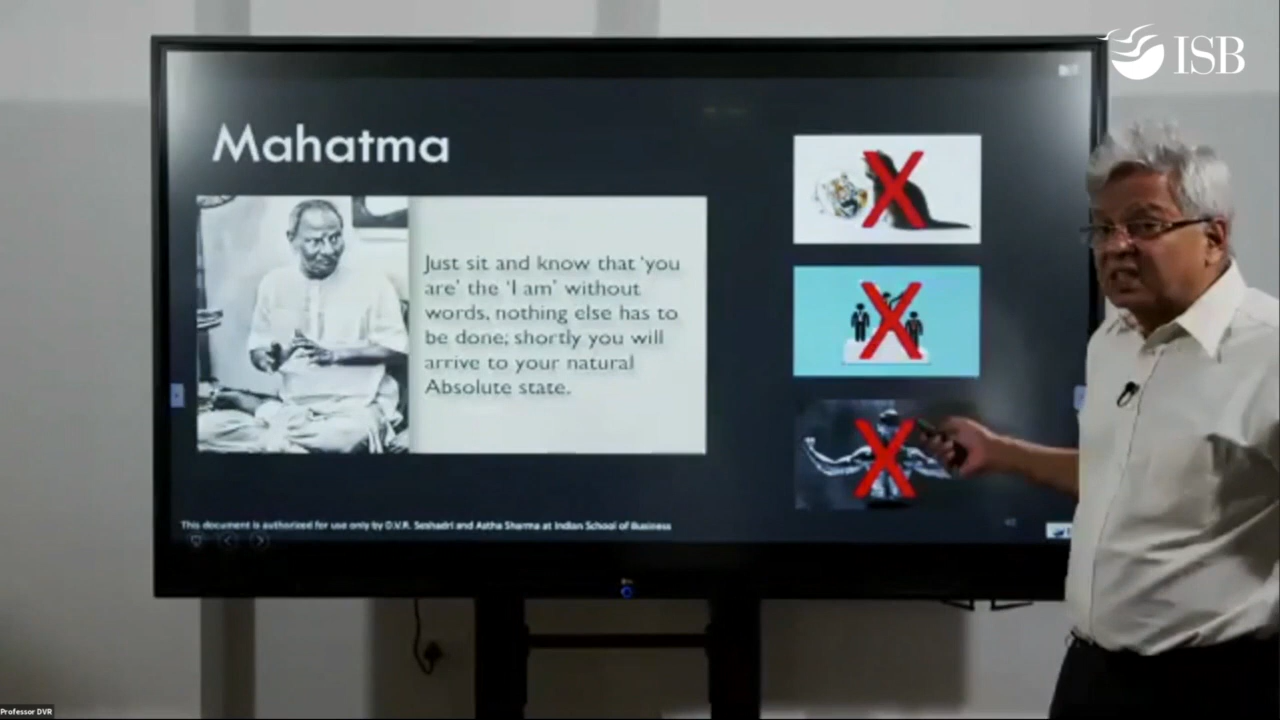 ISB
Mahatma
Just sit and know that 'you
are' the 'I am' without
words, nothing else has to
be done; shortly you will
arrive to your natural
Absolute state.
This document is authorized for use only by D.V.R. Seshadri and Astha Sharma at Indian School of Business
Professor DVR